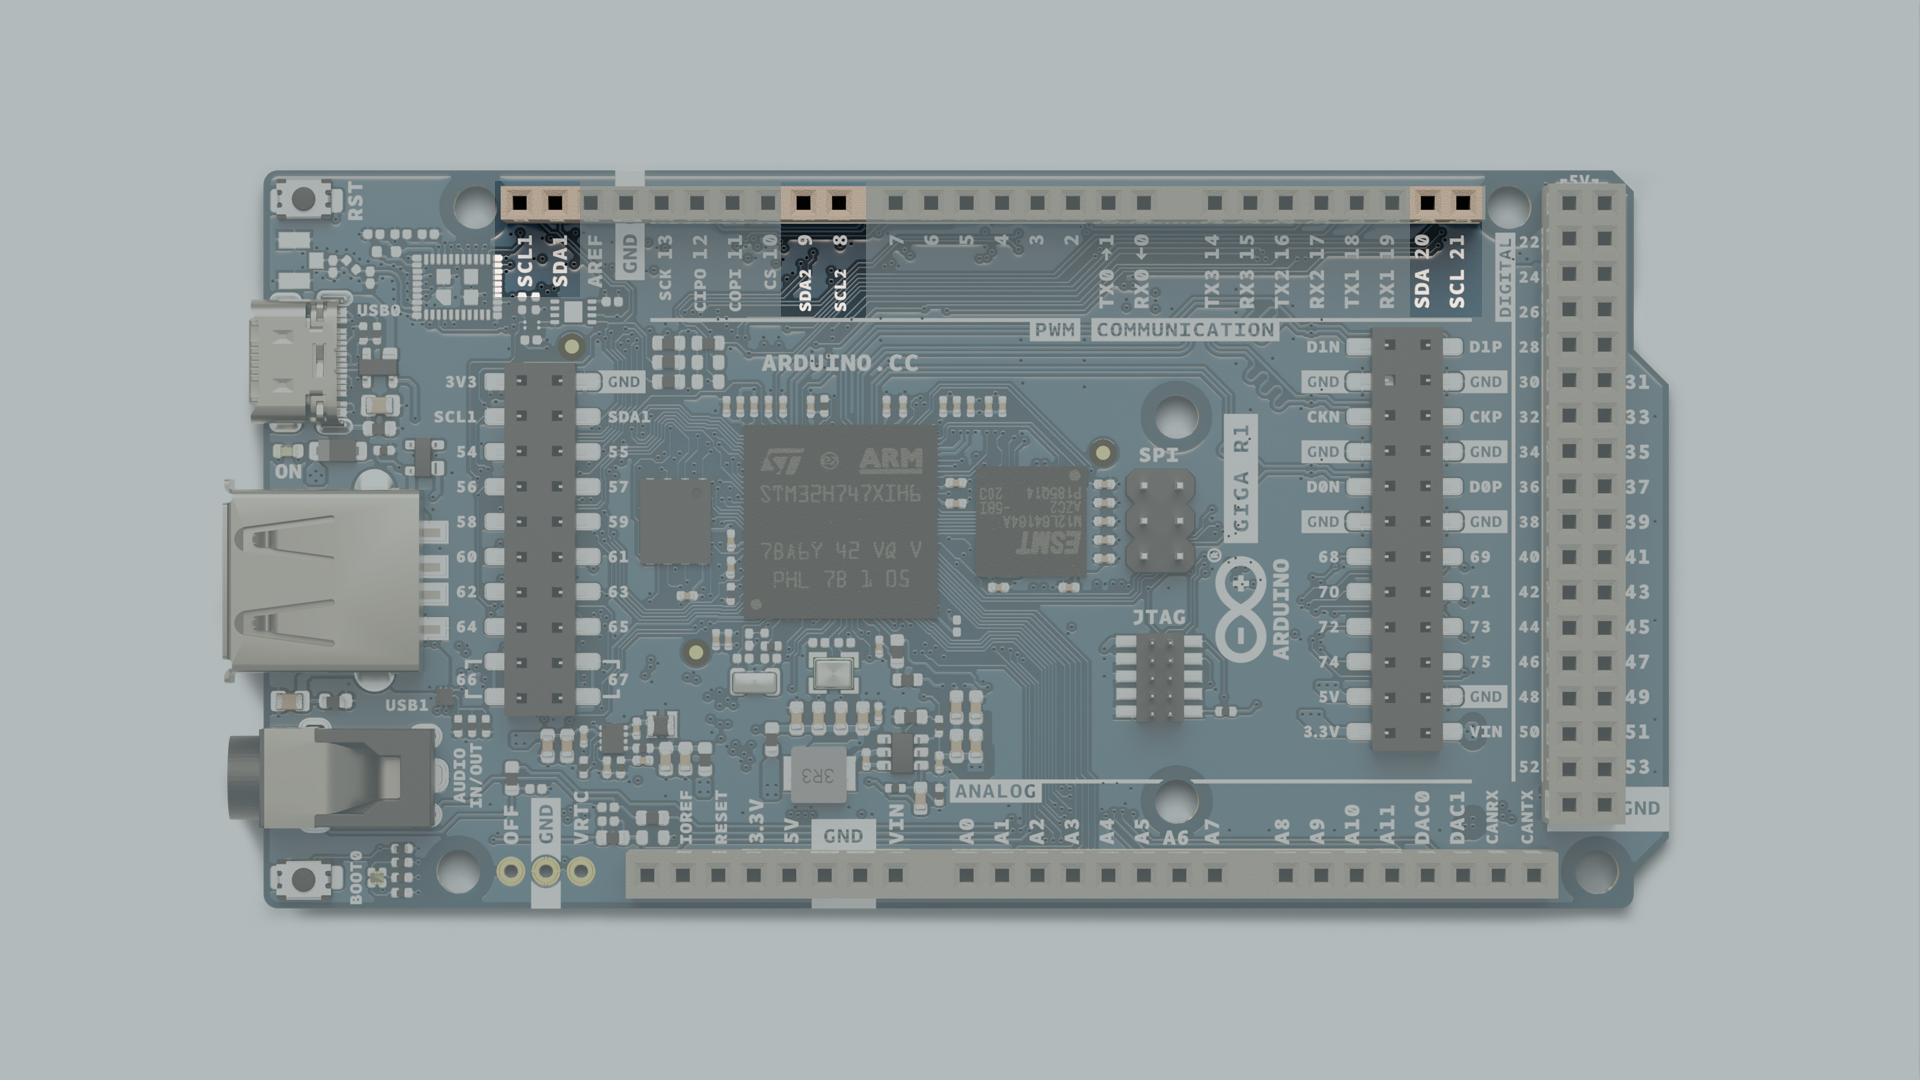 RST
SCL1
SDA1
AREF
GND
SCK 13
CIPO 12
COPI 11
CS 10
SDA2 9
SCL2 8
7
6
5
4
3
2
TX0 →1
RX0 ←0
TX3 14
RX3 15
TX2 16
RX2 17
TX1 18
RX1 19
SDA 20
SCL 21
DIGITAL
5V
22
24
26
28
30
32
34
36
38
40
42
44
46
48
50
52
31
33
35
37
39
41
43
45
47
49
51
53
GND
PWM COMMUNICATION
ARDUINO.CC
USB0
ON
USB1
AUDIO
IN/OUT
BOOT0
3V3 GND
SCL1 SDA1
54 55
56 57
58 59
60 61
62 63
64 65
66 67
ARM
STM32H747XIH6
7BA6Y 42 VQ V
PHL 7B 1 05
ESMT
M12L64164A
-5BI
AZC2
P185Q14
203
SPI
JTAG
GIGA R1
ARDUINO
®
D1N D1P
GND GND
CKN CKP
GND GND
D0N D0P
GND GND
68 69
70 71
72 73
74 75
5V GND
3.3V VIN
3R3
ANALOG
OFF
GND
VRTC
IOREF
RESET
3.3V
5V
GND
VIN
A0
A1
A2
A3
A4
A5
A6
A7
A8
A9
A10
A11
DAC0
DAC1
CANRX
CANTX